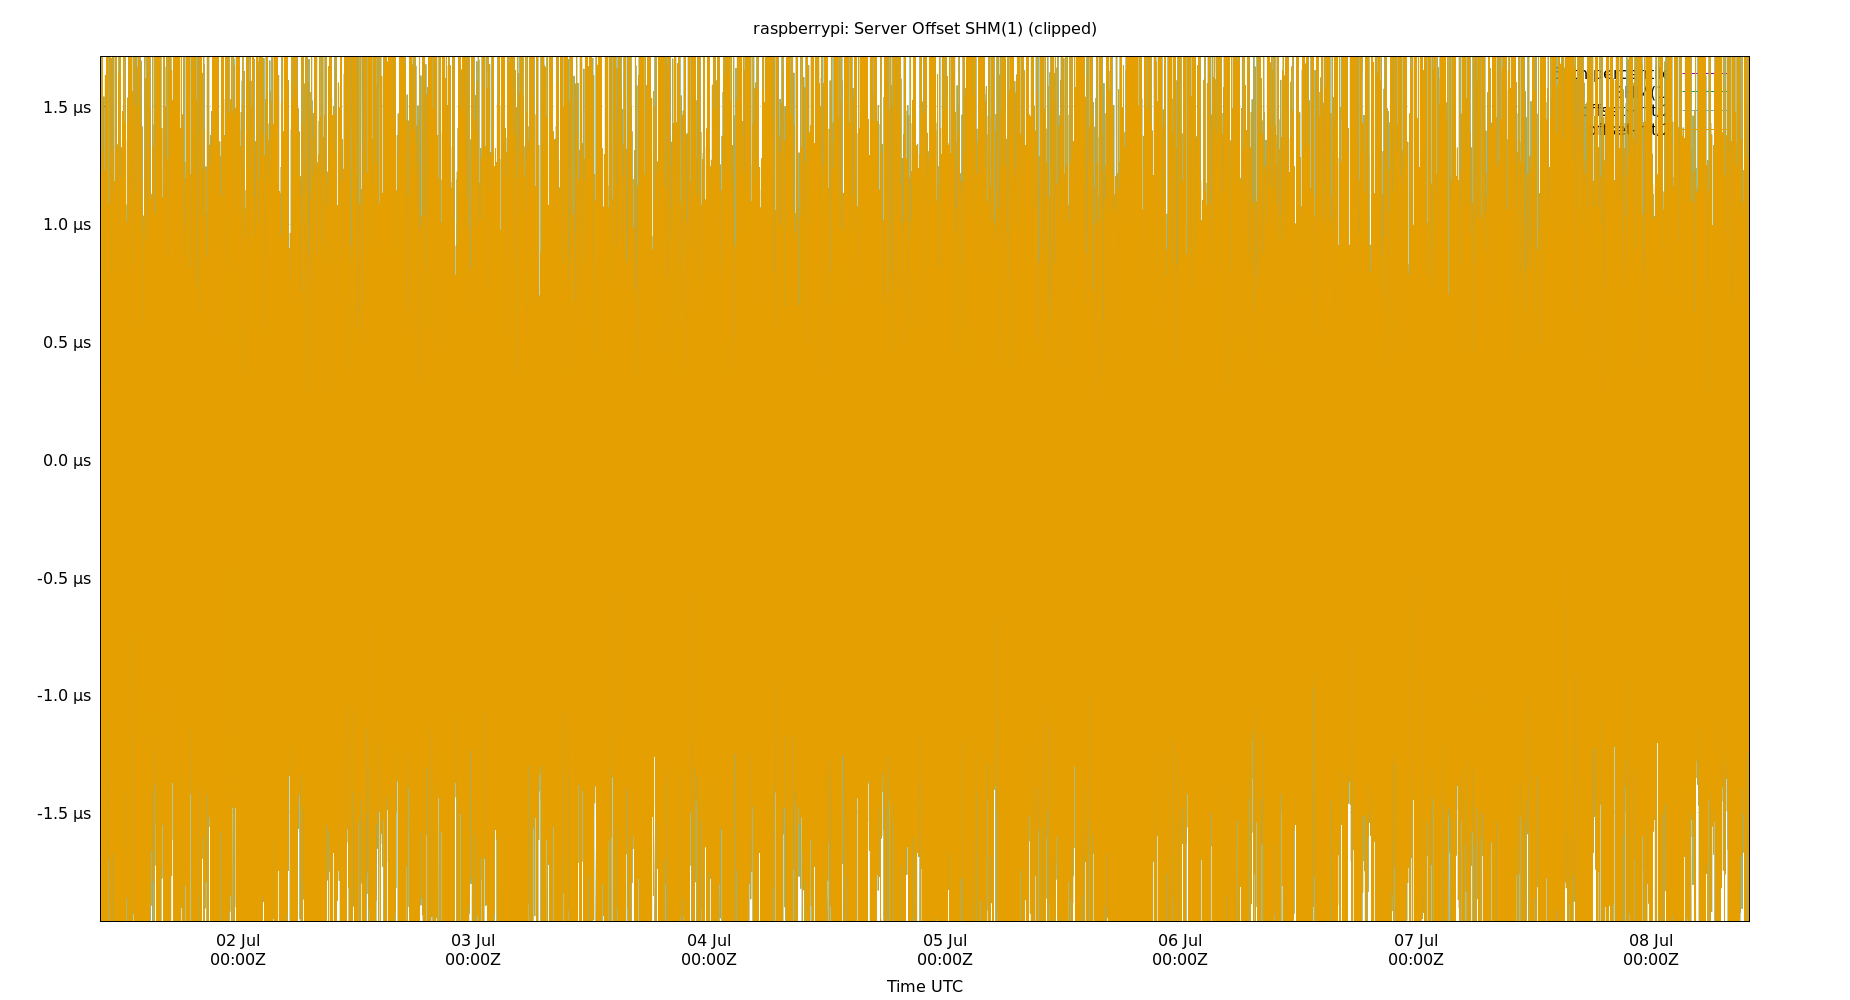 raspberrypi: Server Offset SHM(1) (clipped)
1.5 µs
1.0 µs
0.5 µs
0.0 µs
-0.5 µs
-1.0 µs
-1.5 µs
02 Jul 03 Jul 04 Jul 05 Jul 06 Jul 07 Jul 08 Jul
00:00Z 00:00Z 00:00Z 00:00Z 00:00Z 00:00Z 00:00Z
Time UTC